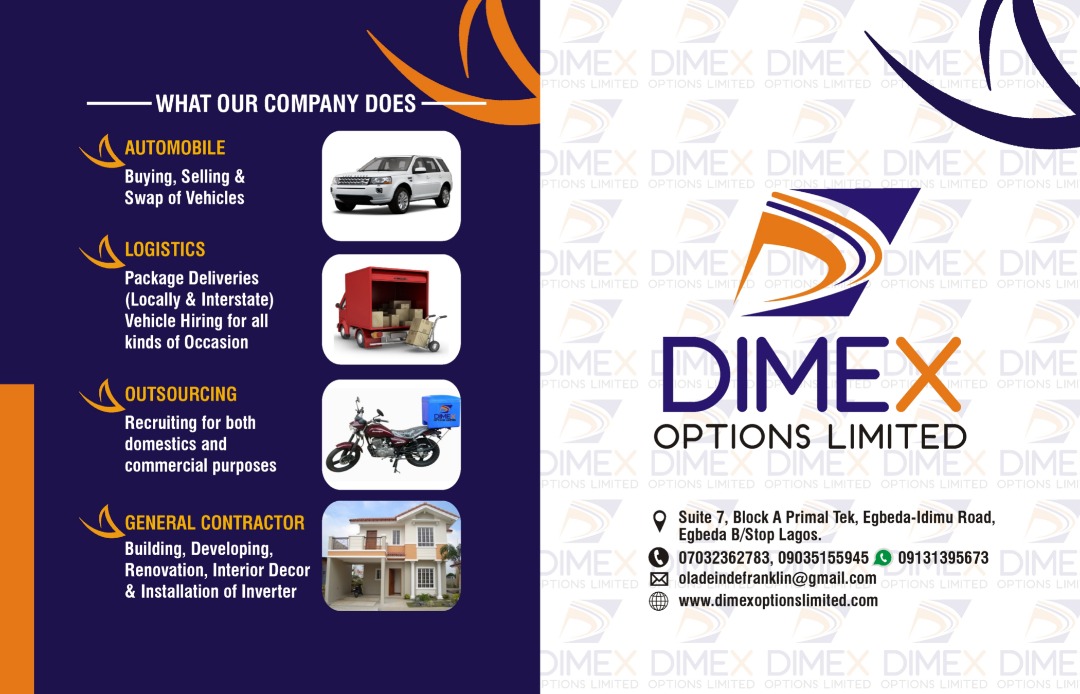 WHAT OUR COMPANY DOES
AUTOMOBILE
Buying, Selling &
Swap of Vehicles
LOGISTICS
Package Deliveries
(Locally & Interstate)
Vehicle Hiring for all
kinds of Occasion
OUTSOURCING
Recruiting for both
domestics and
commercial purposes
GENERAL CONTRACTOR
Building, Developing,
Renovation, Interior Decor
& Installation of Inverter
DIMEX
DIMEX
OPTIONS LIMITED
Suite 7, Block A Primal Tek, Egbeda-Idimu Road,
Egbeda B/Stop Lagos.
07032362783, 09035155945 09131395673
oladeindefranklin@gmail.com
www.dimexoptionslimited.com